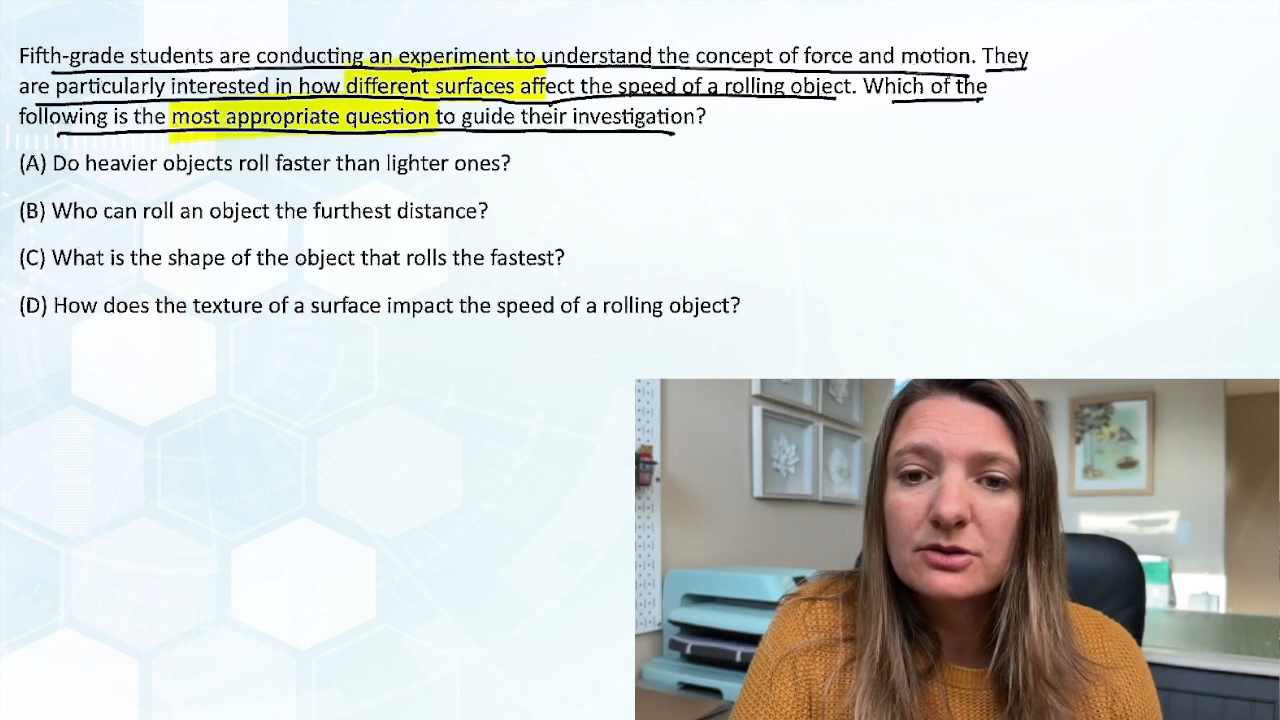 Fifth-grade students are conducting an experiment to understand the concept of force and motion. They
are particularly interested in how different surfaces affect the speed of a rolling object. Which of the
following is the most appropriate question to guide their investigation?
(A) Do heavier objects roll faster than lighter ones?
(B) Who can roll an object the furthest distance?
(C) What is the shape of the object that rolls the fastest?
(D) How does the texture of a surface impact the speed of a rolling object?